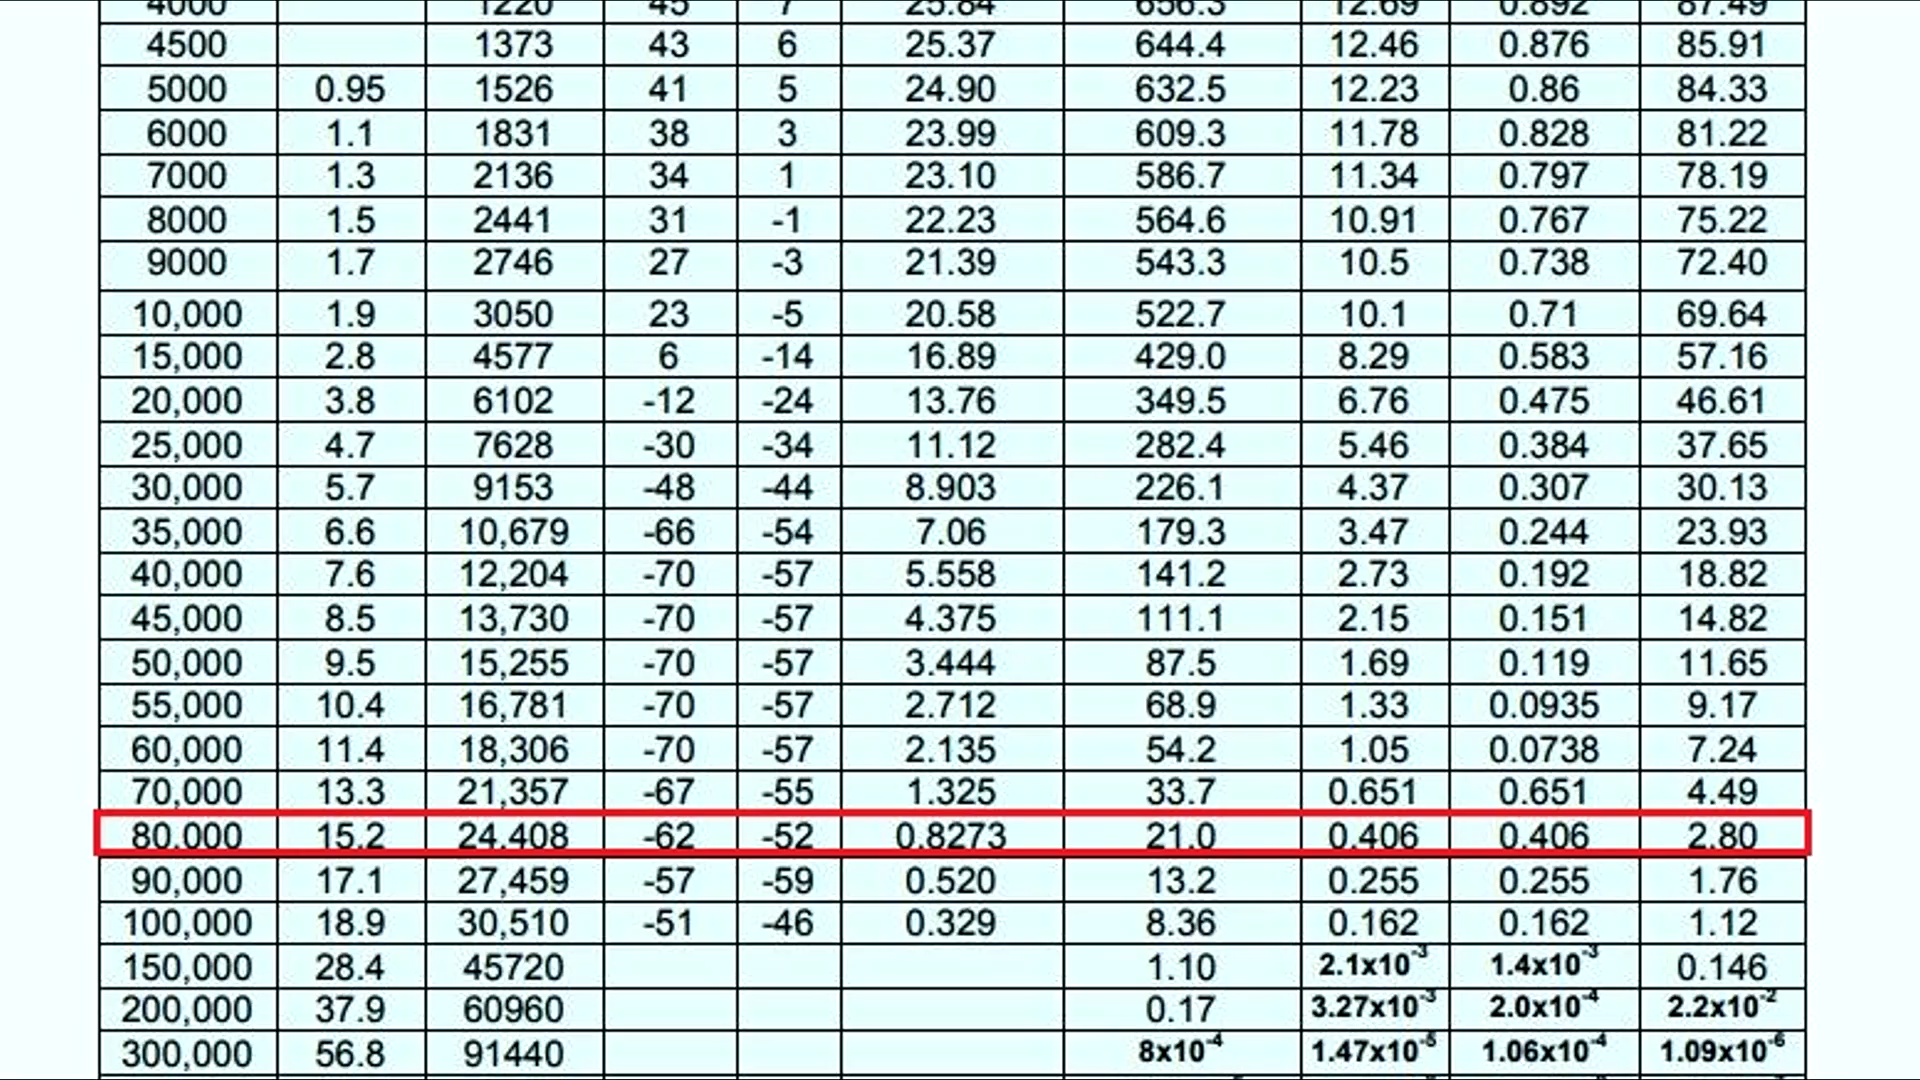 4000 1220 45 7 25.84 656.3 12.69 0.892 87.49
4500 1373 43 6 25.37 644.4 12.46 0.876 85.91
5000 0.95 1526 41 5 24.90 632.5 12.23 0.86 84.33
6000 1.1 1831 38 3 23.99 609.3 11.78 0.828 81.22
7000 1.3 2136 34 1 23.10 586.7 11.34 0.797 78.19
8000 1.5 2441 31 -1 22.23 564.6 10.91 0.767 75.22
9000 1.7 2746 27 -3 21.39 543.3 10.5 0.738 72.40
10,000 1.9 3050 23 -5 20.58 522.7 10.1 0.71 69.64
15,000 2.8 4577 6 -14 16.89 429.0 8.29 0.583 57.16
20,000 3.8 6102 -12 -24 13.76 349.5 6.76 0.475 46.61
25,000 4.7 7628 -30 -34 11.12 282.4 5.46 0.384 37.65
30,000 5.7 9153 -48 -44 8.903 226.1 4.37 0.307 30.13
35,000 6.6 10,679 -66 -54 7.06 179.3 3.47 0.244 23.93
40,000 7.6 12,204 -70 -57 5.558 141.2 2.73 0.192 18.82
45,000 8.5 13,730 -70 -57 4.375 111.1 2.15 0.151 14.82
50,000 9.5 15,255 -70 -57 3.444 87.5 1.69 0.119 11.65
55,000 10.4 16,781 -70 -57 2.712 68.9 1.33 0.0935 9.17
60,000 11.4 18,306 -70 -57 2.135 54.2 1.05 0.0738 7.24
70,000 13.3 21,357 -67 -55 1.325 33.7 0.651 0.651 4.49
80,000 15.2 24,408 -62 -52 0.8273 21.0 0.406 0.406 2.80
90,000 17.1 27,459 -57 -59 0.520 13.2 0.255 0.255 1.76
100,000 18.9 30,510 -51 -46 0.329 8.36 0.162 0.162 1.12
150,000 28.4 45720 1.10 2.1x10⁻³ 1.4x10⁻³ 0.146
200,000 37.9 60960 0.17 3.27x10⁻³ 2.0x10⁻⁴ 2.2x10⁻²
300,000 56.8 91440 8x10⁻⁴ 1.47x10⁻⁵ 1.06x10⁻⁴ 1.09x10⁻⁶